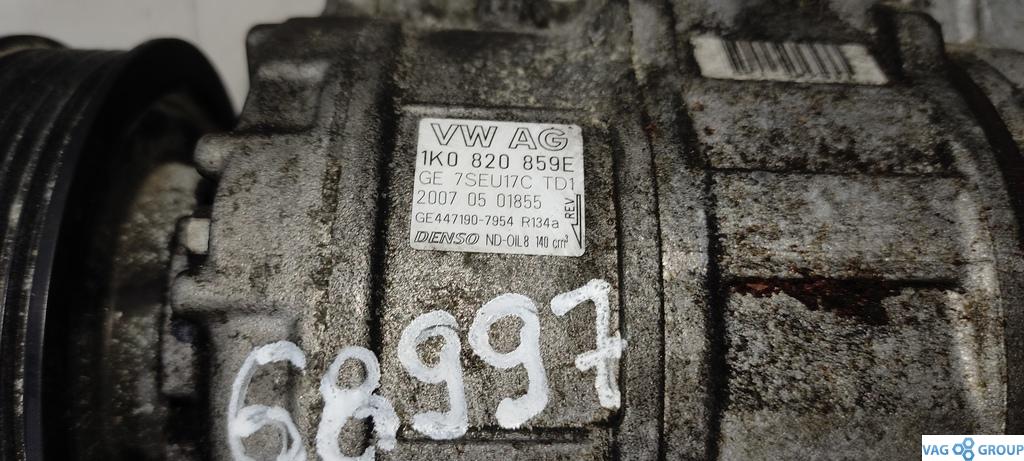 VW AG
1K0 820 859E
GE 7SEU17C TD1
2007 05 01855
GE447190-7954 R134a
REV
DENSO ND-OIL8 140 cm³
68997
VAG GROUP